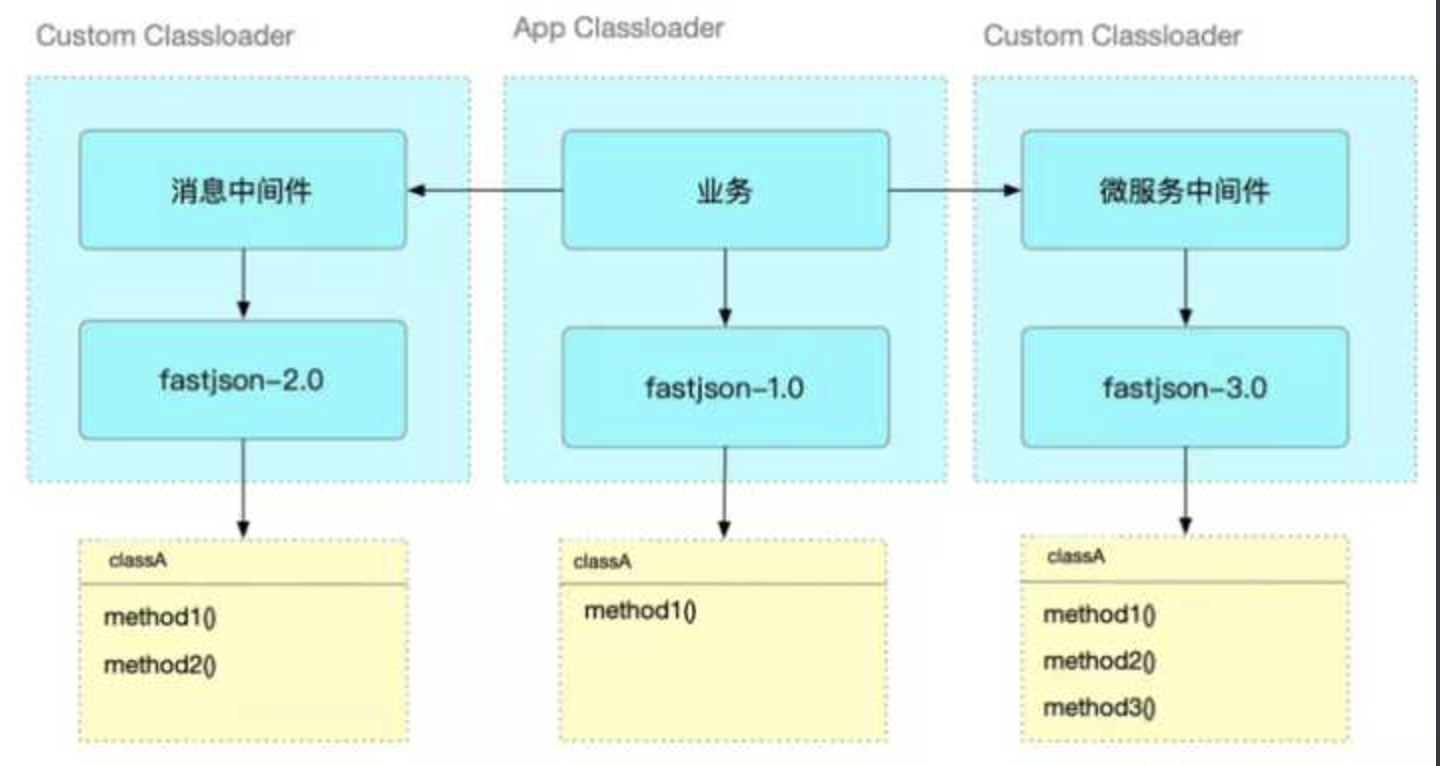 Custom Classloader
App Classloader
Custom Classloader
消息中间件
业务
微服务中间件
fastjson-2.0
fastjson-1.0
fastjson-3.0
classA
method1()
method2()
classA
method1()
classA
method1()
method2()
method3()